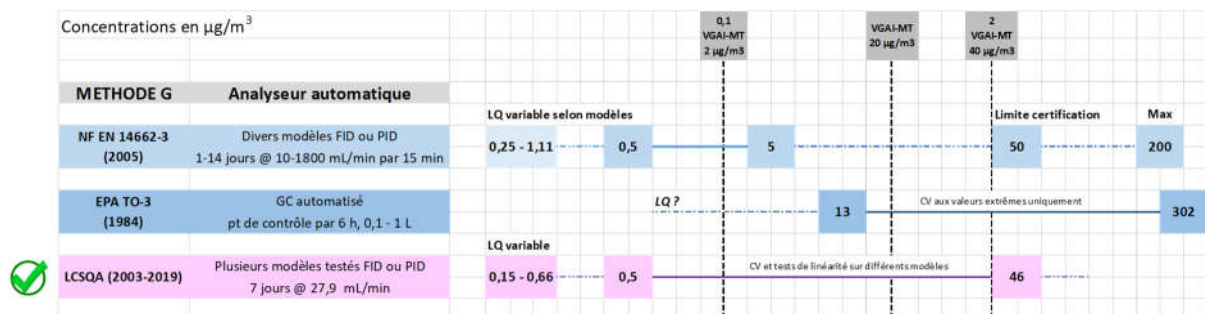 Concentrations en µg/m³
0,1
VGAI-MT
2 µg/m3
VGAI-MT
20 µg/m3
2
VGAI-MT
40 µg/m3
METHODE G Analyseur automatique
LQ variable selon modèles Limite certification Max
NF EN 14662-3
(2005)
Divers modèles FID ou PID
1-14 jours @ 10-1800 mL/min par 15 min
0,25 - 1,11 0,5 5 50 200
EPA TO-3
(1984)
GC automatisé
pt de contrôle par 6 h, 0,1 - 1 L
LQ ? 13 CV aux valeurs extrêmes uniquement 302
LQ variable
LCSQA (2003-2019)
Plusieurs modèles testés FID ou PID
7 jours @ 27,9 mL/min
0,15 - 0,66 0,5 CV et tests de linéarité sur différents modèles 46